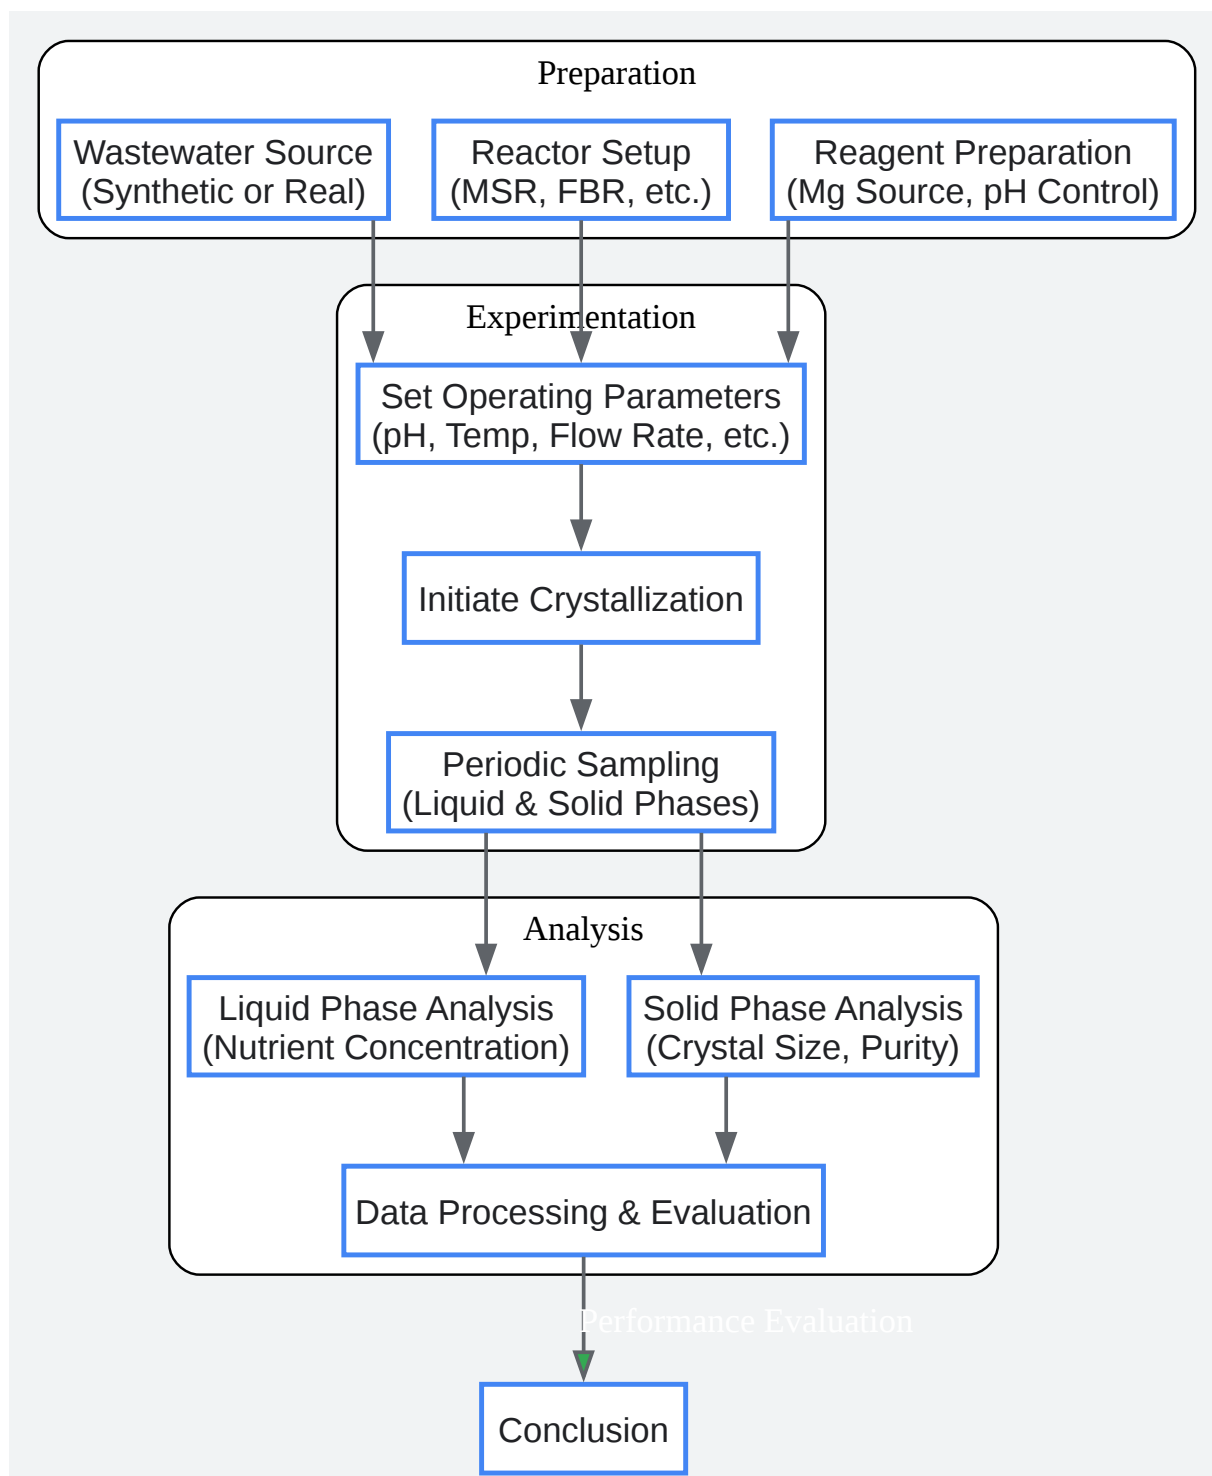 Preparation
Wastewater Source
(Synthetic or Real)
Reactor Setup
(MSR, FBR, etc.)
Reagent Preparation
(Mg Source, pH Control)
Experimentation
Set Operating Parameters
(pH, Temp, Flow Rate, etc.)
Initiate Crystallization
Periodic Sampling
(Liquid & Solid Phases)
Analysis
Liquid Phase Analysis
(Nutrient Concentration)
Solid Phase Analysis
(Crystal Size, Purity)
Data Processing & Evaluation
Performance Evaluation
Conclusion